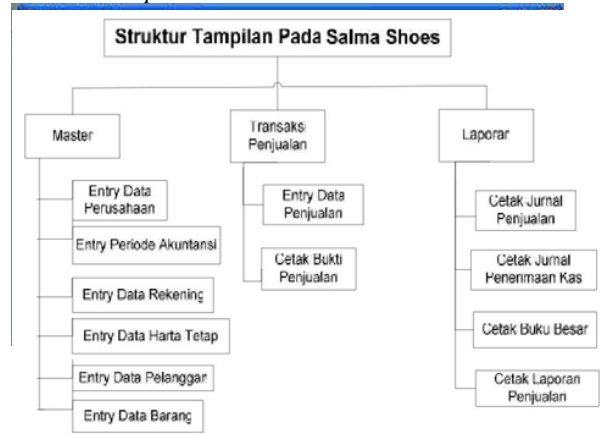 Struktur Tampilan Pada Salma Shoes
Master
Entry Data
Perusahaan
Entry Periode Akuntansi
Entry Data Rekening
Entry Data Harta Tetap
Entry Data Pelanggan
Entry Data Barang
Transaksi
Penjualan
Entry Data
Penjualan
Cetak Bukti
Penjualan
Laporar
Cetak Jurnal
Penjualan
Cetak Jurnal
Penerimaan Kas
Cetak Buku Besar
Cetak Laporan
Penjualan